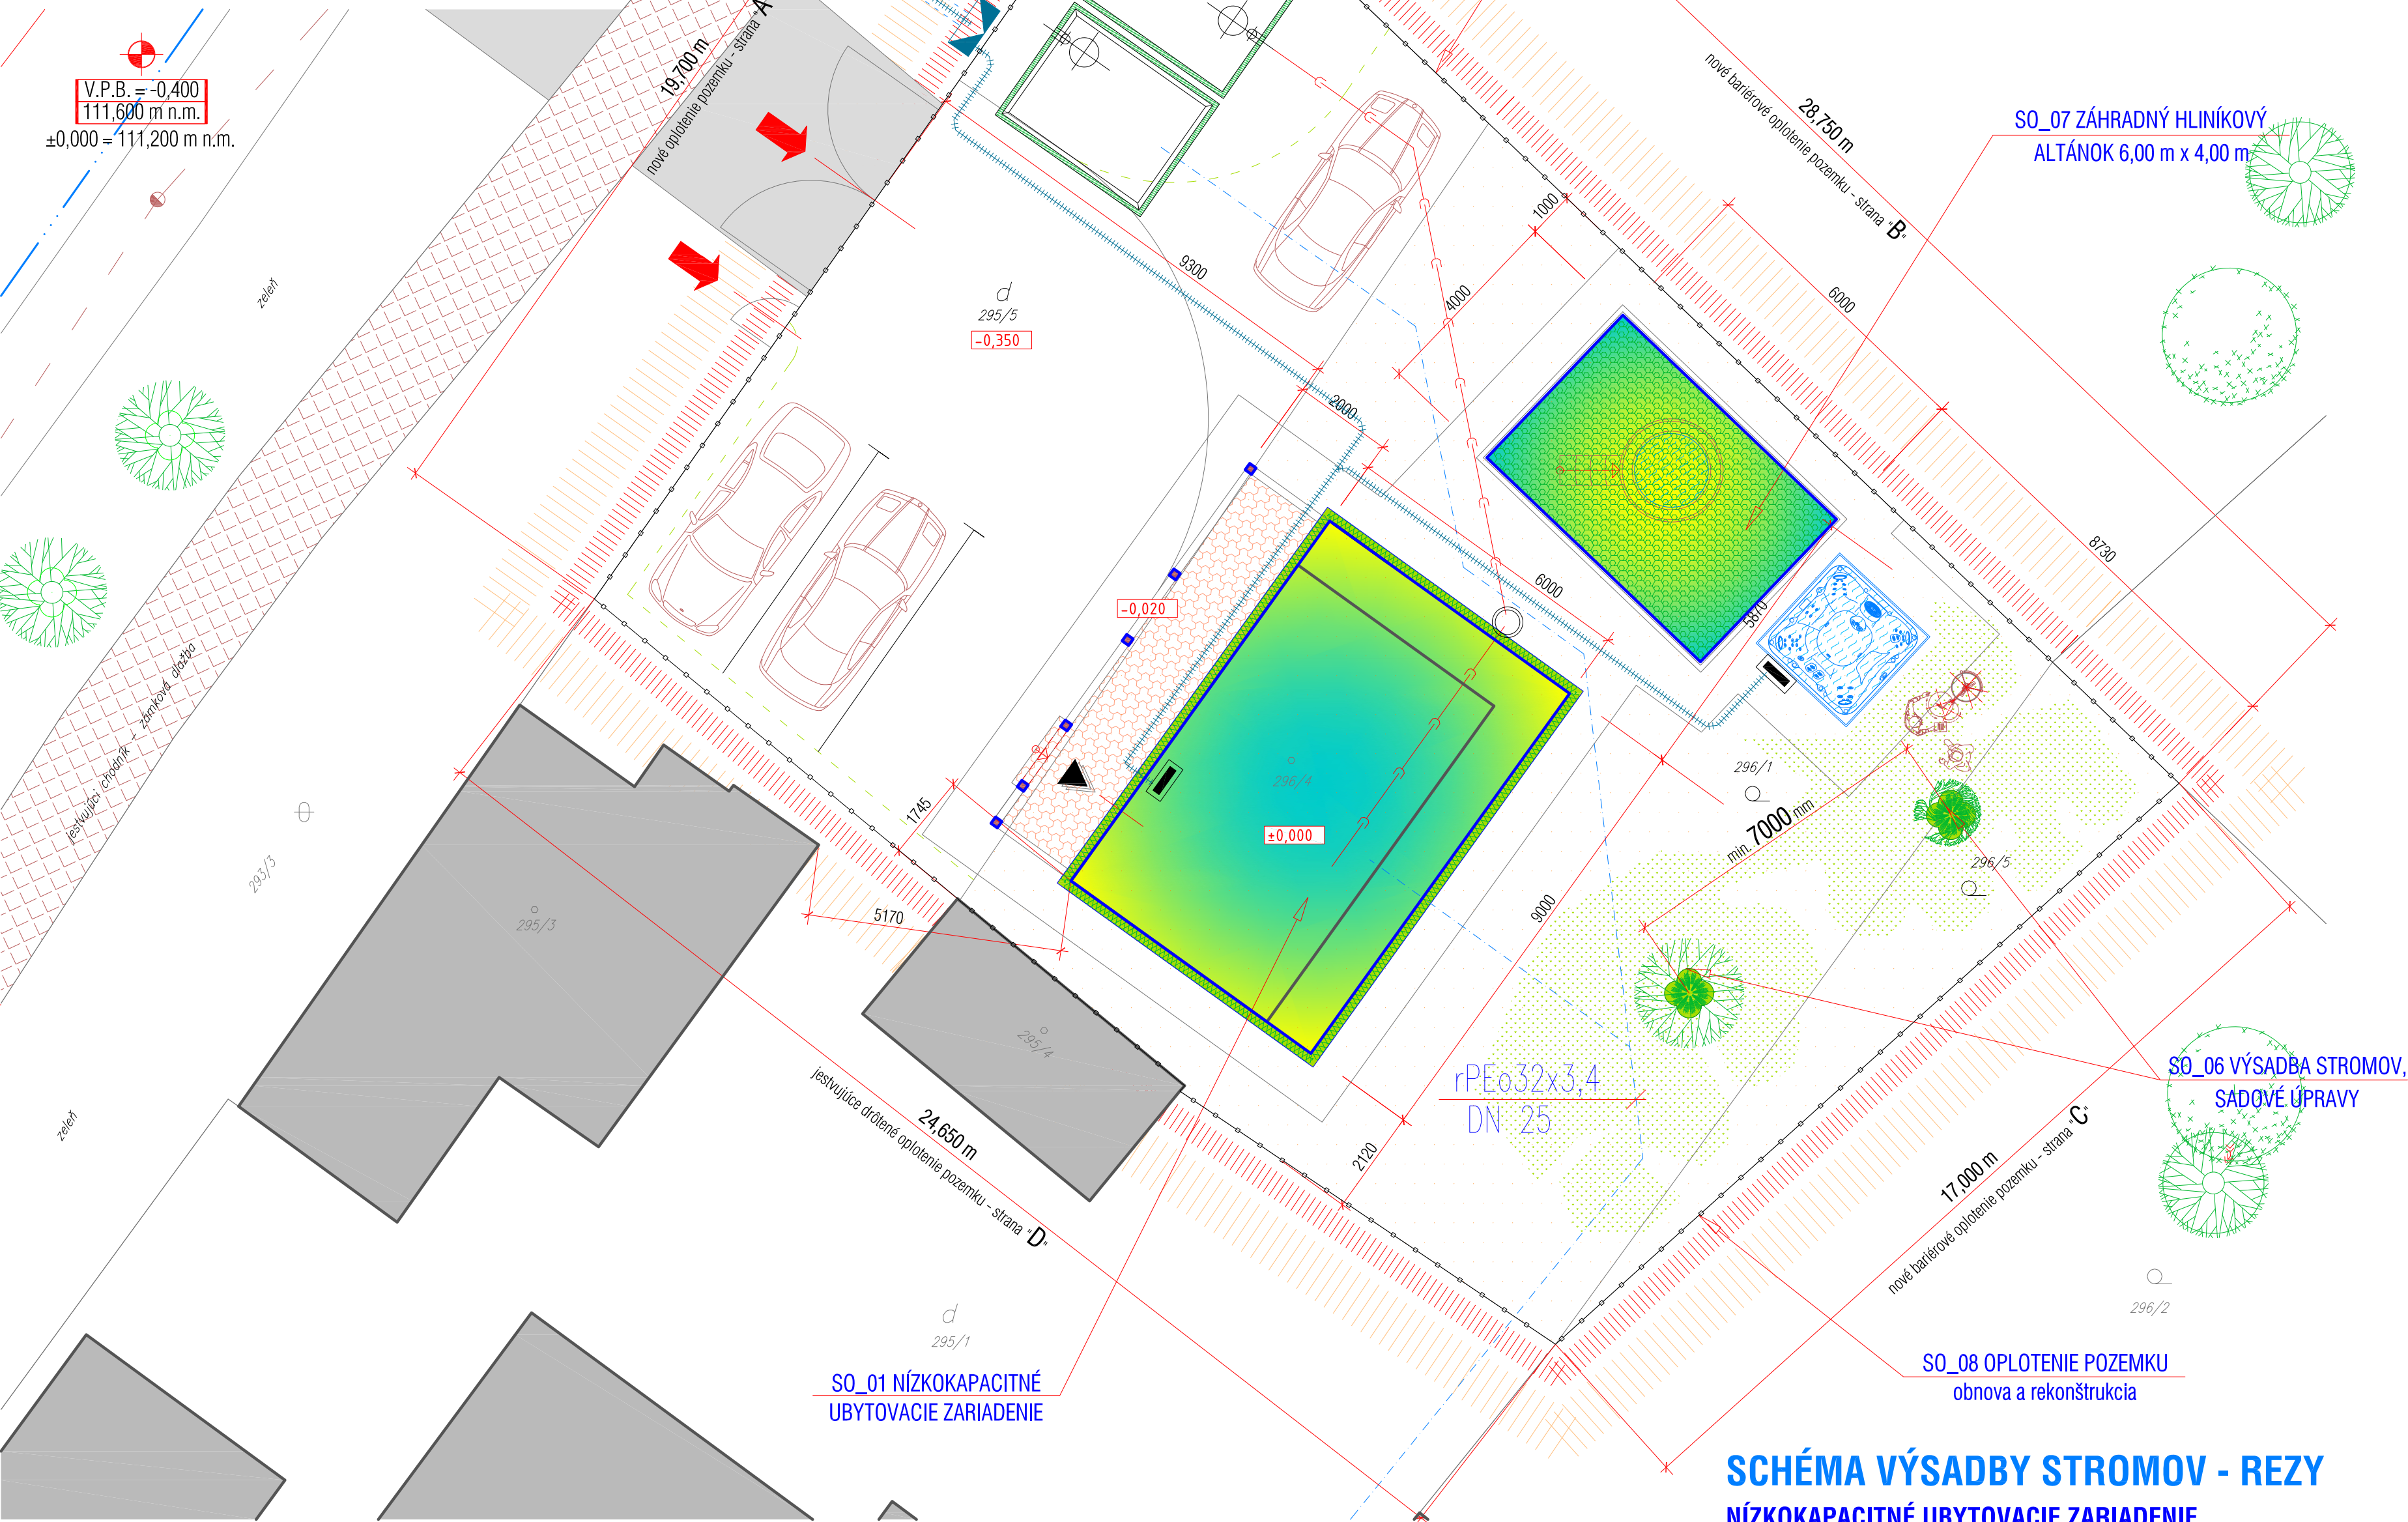 V.P.B. = -0,400
111,600 m n.m.
±0,000 = 111,200 m n.m.
19,700 m
nové oplotenie pozemku - strana "A
28,750 m
nové bariérové oplotenie pozemku - strana "B"
SO_07 ZÁHRADNÝ HLINÍKOVÝ
ALTÁNOK 6,00 m x 4,00 m
zeleň
d
295/5
-0,350
9300
1000
4000
6000
2000
8730
6000
5870
-0,020
jestvujúci chodník - zámková dlažba
293/3
295/3
1745
5170
296/4
±0,000
296/1
min. 7000 mm
296/5
9000
295/4
rPEo32x3,4
DN 25
2120
SO_06 VÝSADBA STROMOV,
SADOVÉ ÚPRAVY
zeleň
24,650 m
jestvujúce drôtené oplotenie pozemku - strana "D"
17,000 m
nové bariérové oplotenie pozemku - strana "C"
296/2
d
295/1
SO_01 NÍZKOKAPACITNÉ
UBYTOVACIE ZARIADENIE
SO_08 OPLOTENIE POZEMKU
obnova a rekonštrukcia
SCHÉMA VÝSADBY STROMOV - REZY
NÍZKOKAPACITNÉ UBYTOVACIE ZARIADENIE